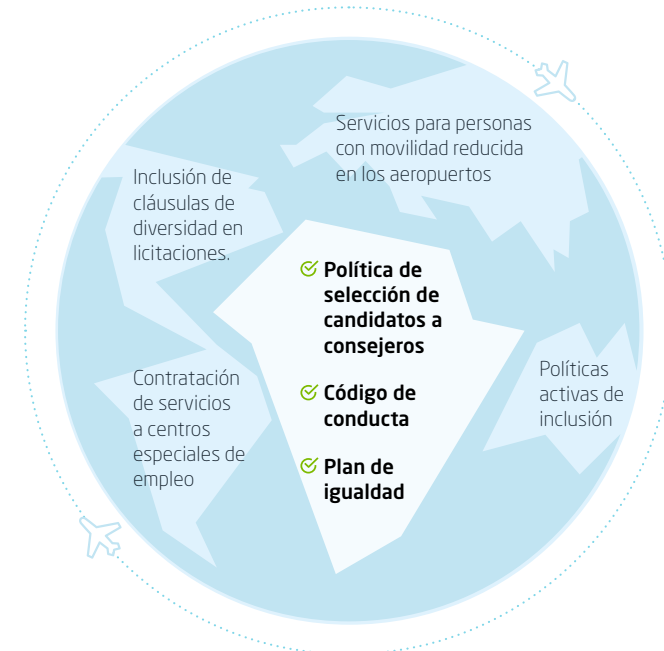 Servicios para personas
con movilidad reducida
en los aeropuertos
Inclusión de
cláusulas de
diversidad en
licitaciones.
Política de
selección de
candidatos a
consejeros
Código de
conducta
Plan de
igualdad
Contratación
de servicios
a centros
especiales de
empleo
Políticas
activas de
inclusión